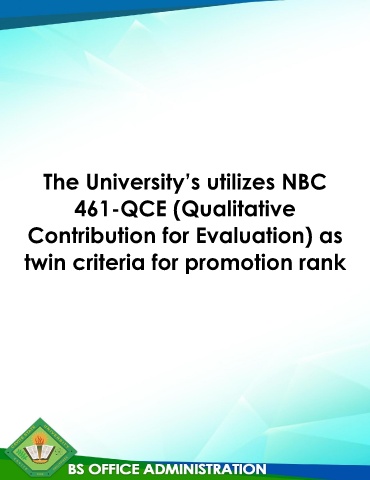 The University’s utilizes NBC
461-QCE (Qualitative
Contribution for Evaluation) as
twin criteria for promotion rank
BS OFFICE ADMINISTRATION